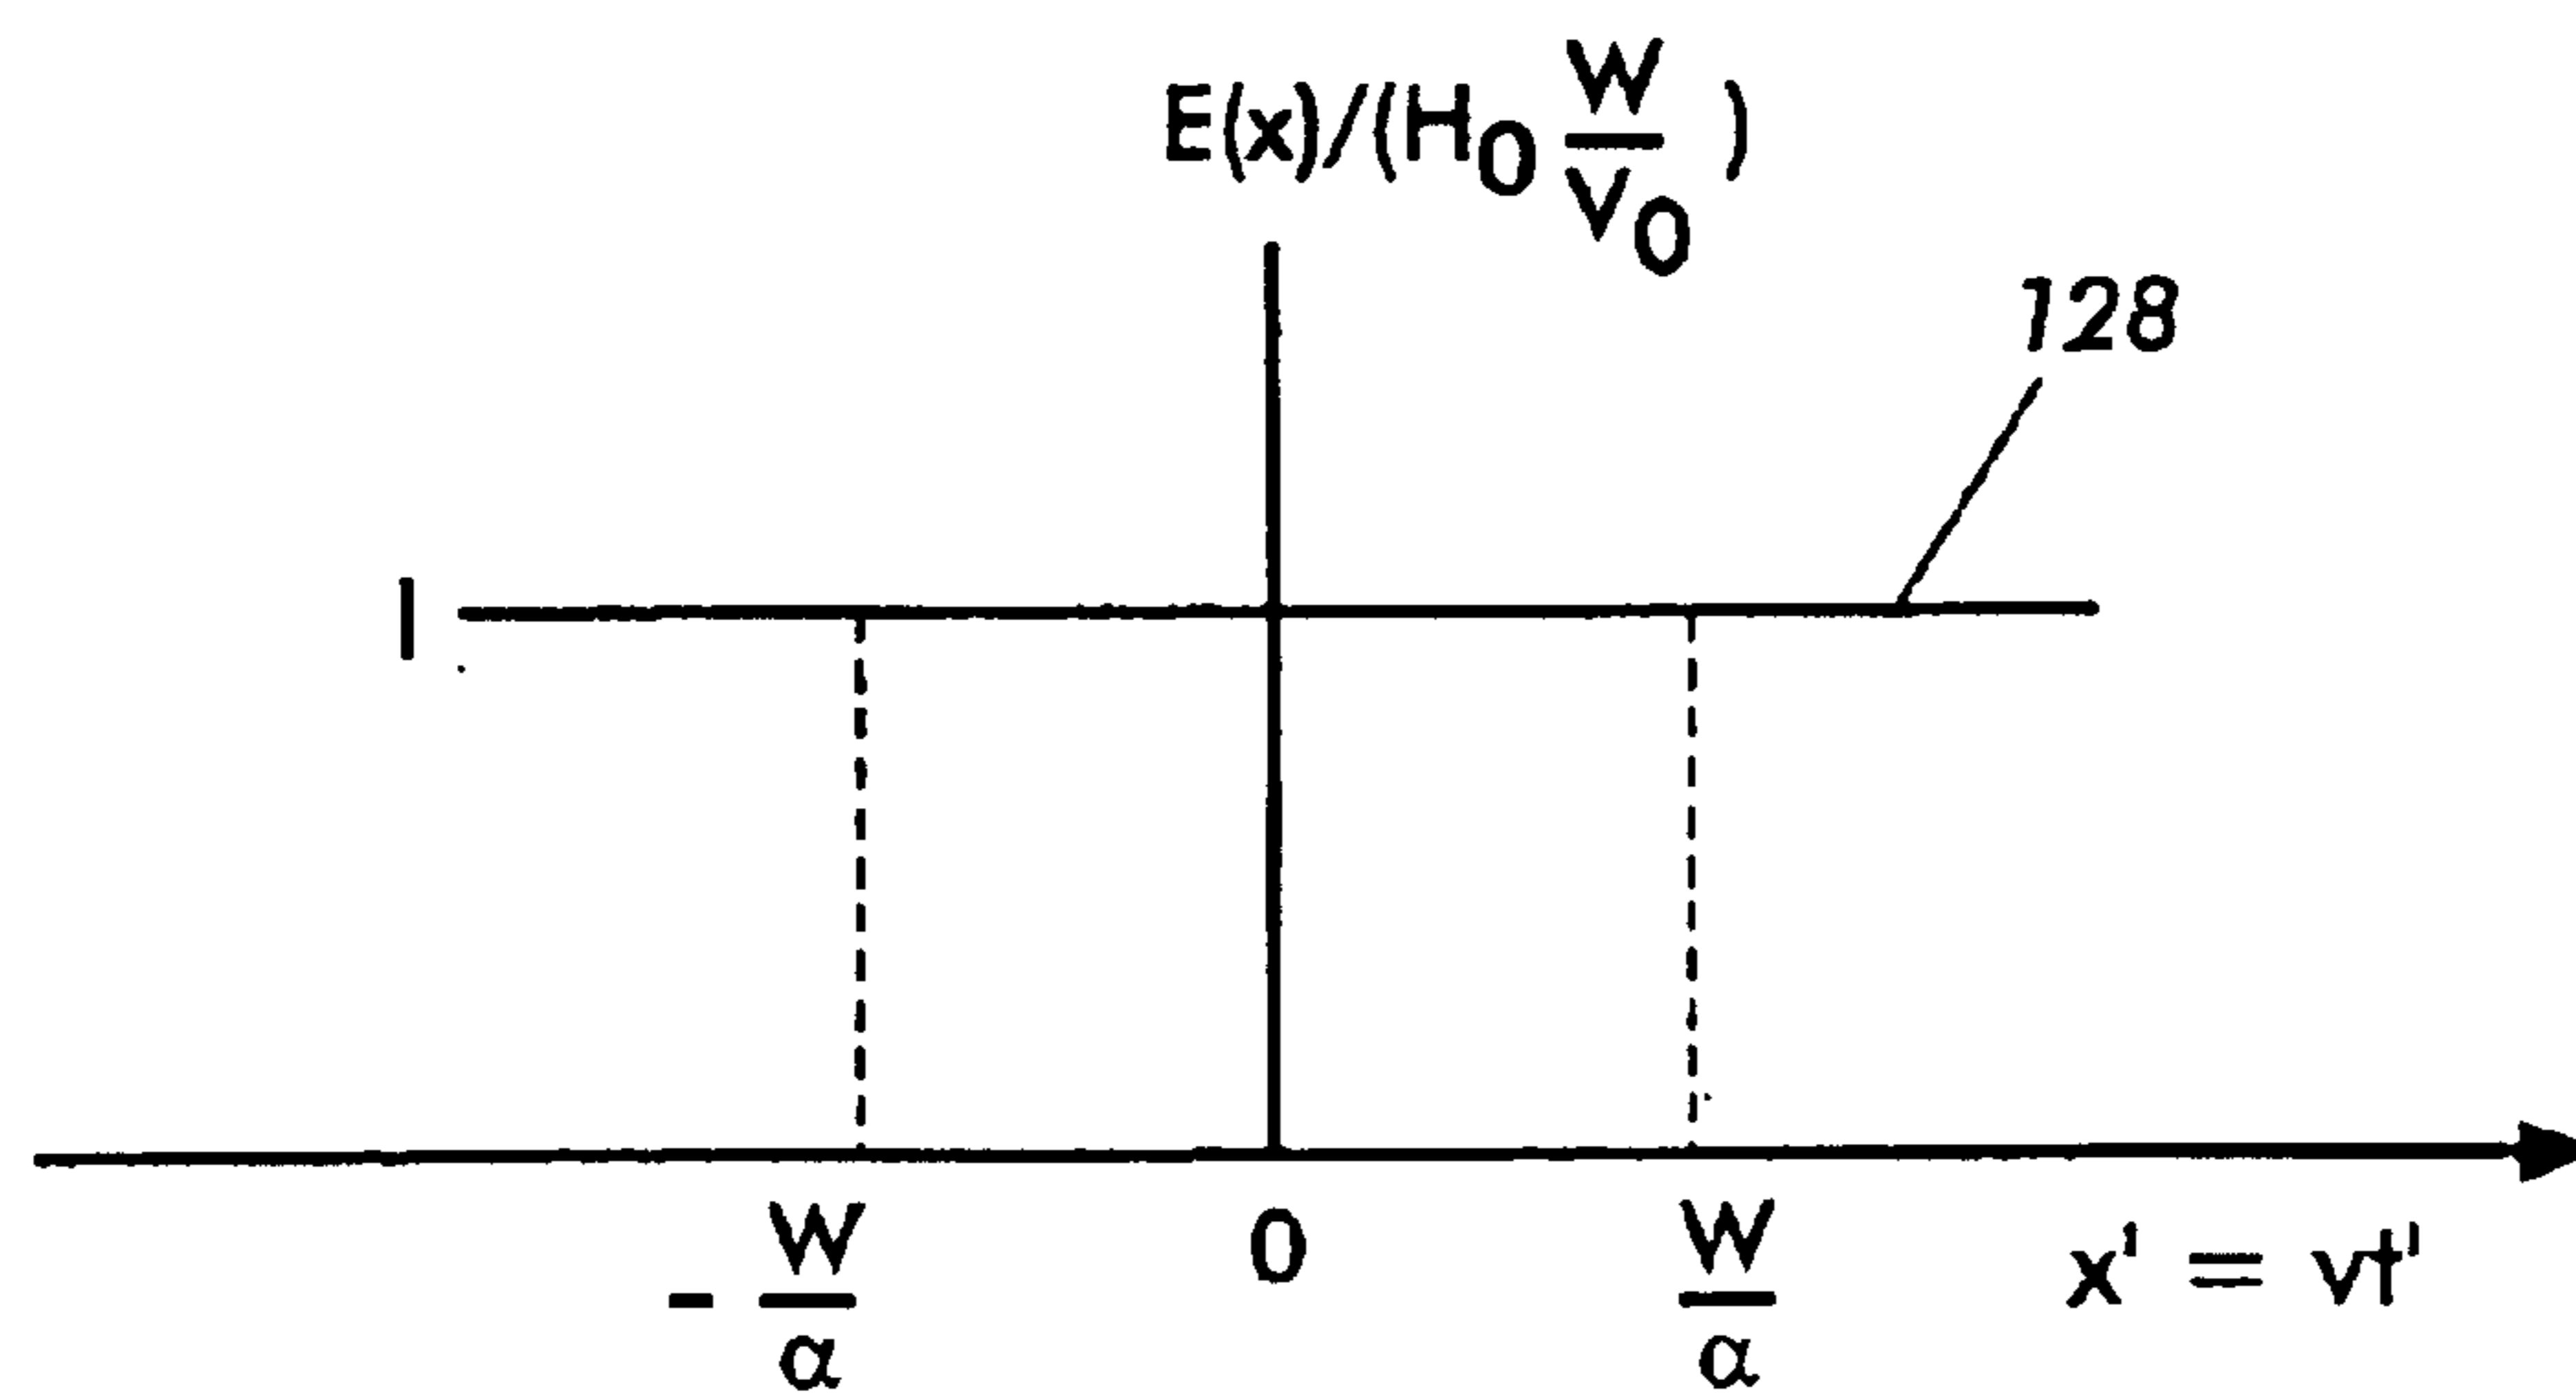 E(x)/(H₀ W/V₀ )
128
1
- W/α 0 W/α x' = vt'